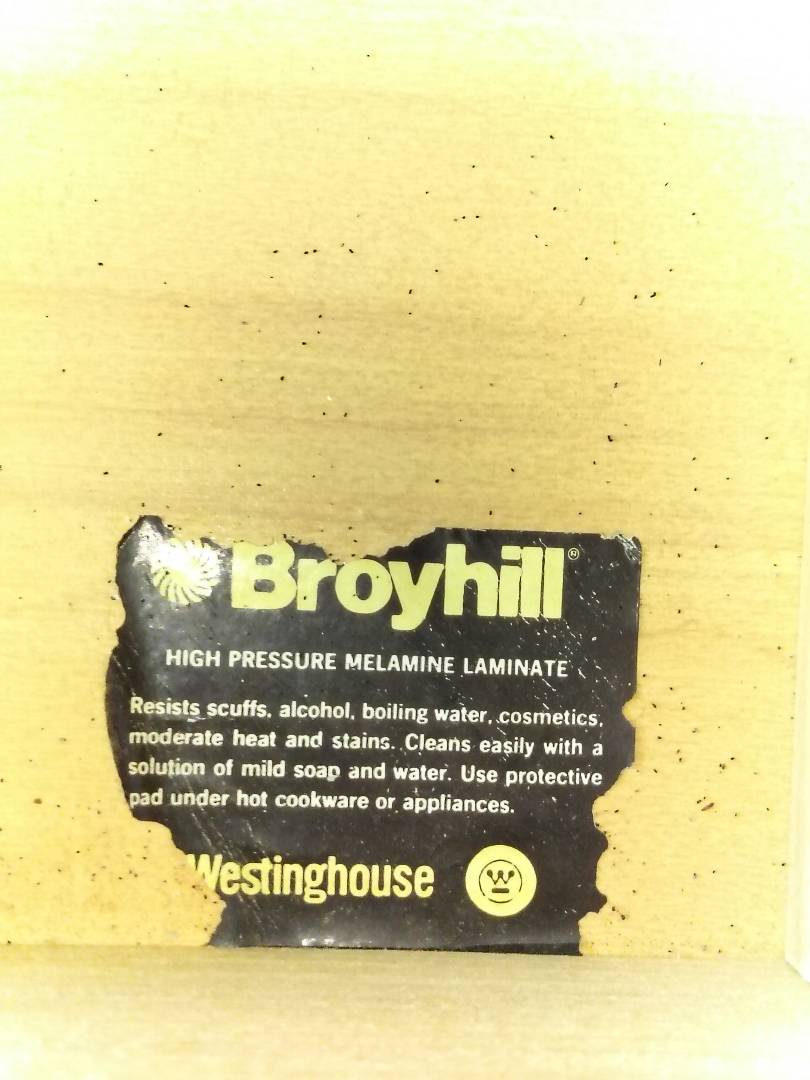 Broyhill®
HIGH PRESSURE MELAMINE LAMINATE
Resists scuffs, alcohol, boiling water, cosmetics,
moderate heat and stains. Cleans easily with a
solution of mild soap and water. Use protective
pad under hot cookware or appliances.
Westinghouse W